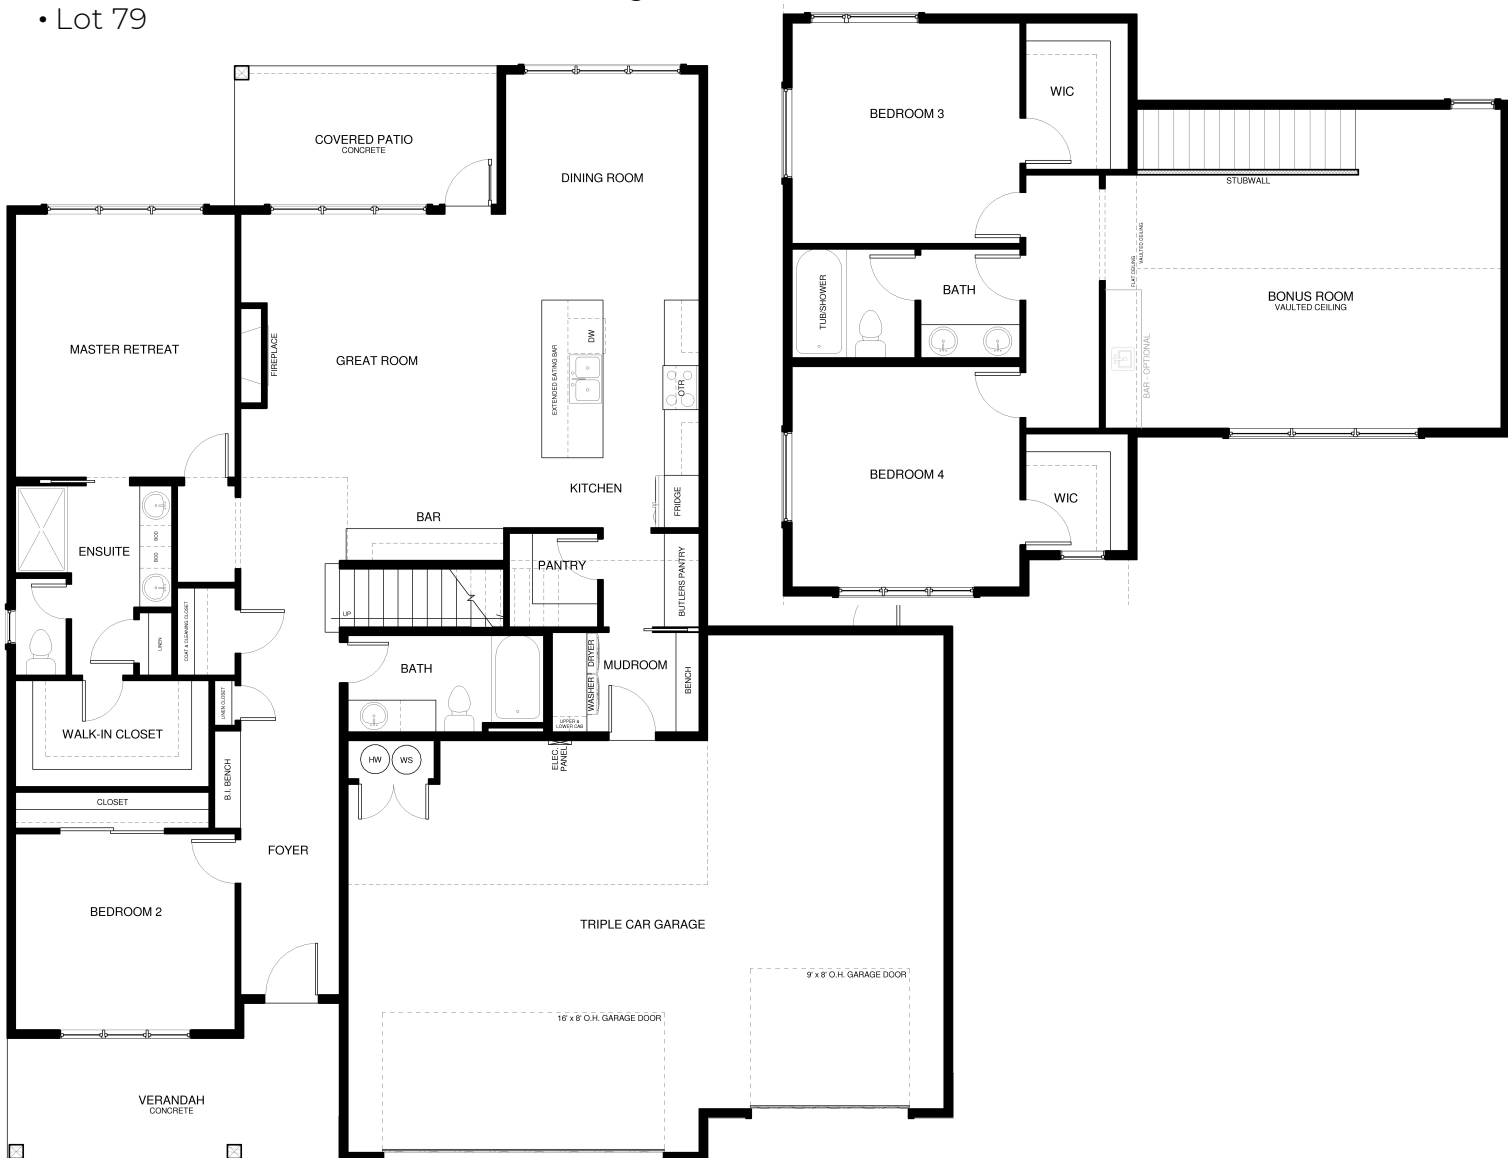 • Lot 79
COVERED PATIO
CONCRETE
DINING ROOM
MASTER RETREAT
FIREPLACE
GREAT ROOM
EXTENDED EATING BAR
DW
OTR
KITCHEN
FRIDGE
BAR
ENSUITE
BOD
BOD
PANTRY
BUTLERS PANTRY
UP
COAT & CLEANING CLOSET
LINEN
BATH
DRYER
WASHER
MUDROOM
BENCH
UPPER &
LOWER CAB
LINEN CLOSET
WALK-IN CLOSET
B.I. BENCH
HW
WS
ELEC.
PANEL
CLOSET
FOYER
BEDROOM 2
TRIPLE CAR GARAGE
9' x 8' O.H. GARAGE DOOR
16' x 8' O.H. GARAGE DOOR
VERANDAH
CONCRETE
BEDROOM 3
WIC
STUBWALL
FLAT CEILING
VAULTED CEILING
TUB/SHOWER
BATH
BONUS ROOM
VAULTED CEILING
BAR - OPTIONAL
BEDROOM 4
WIC